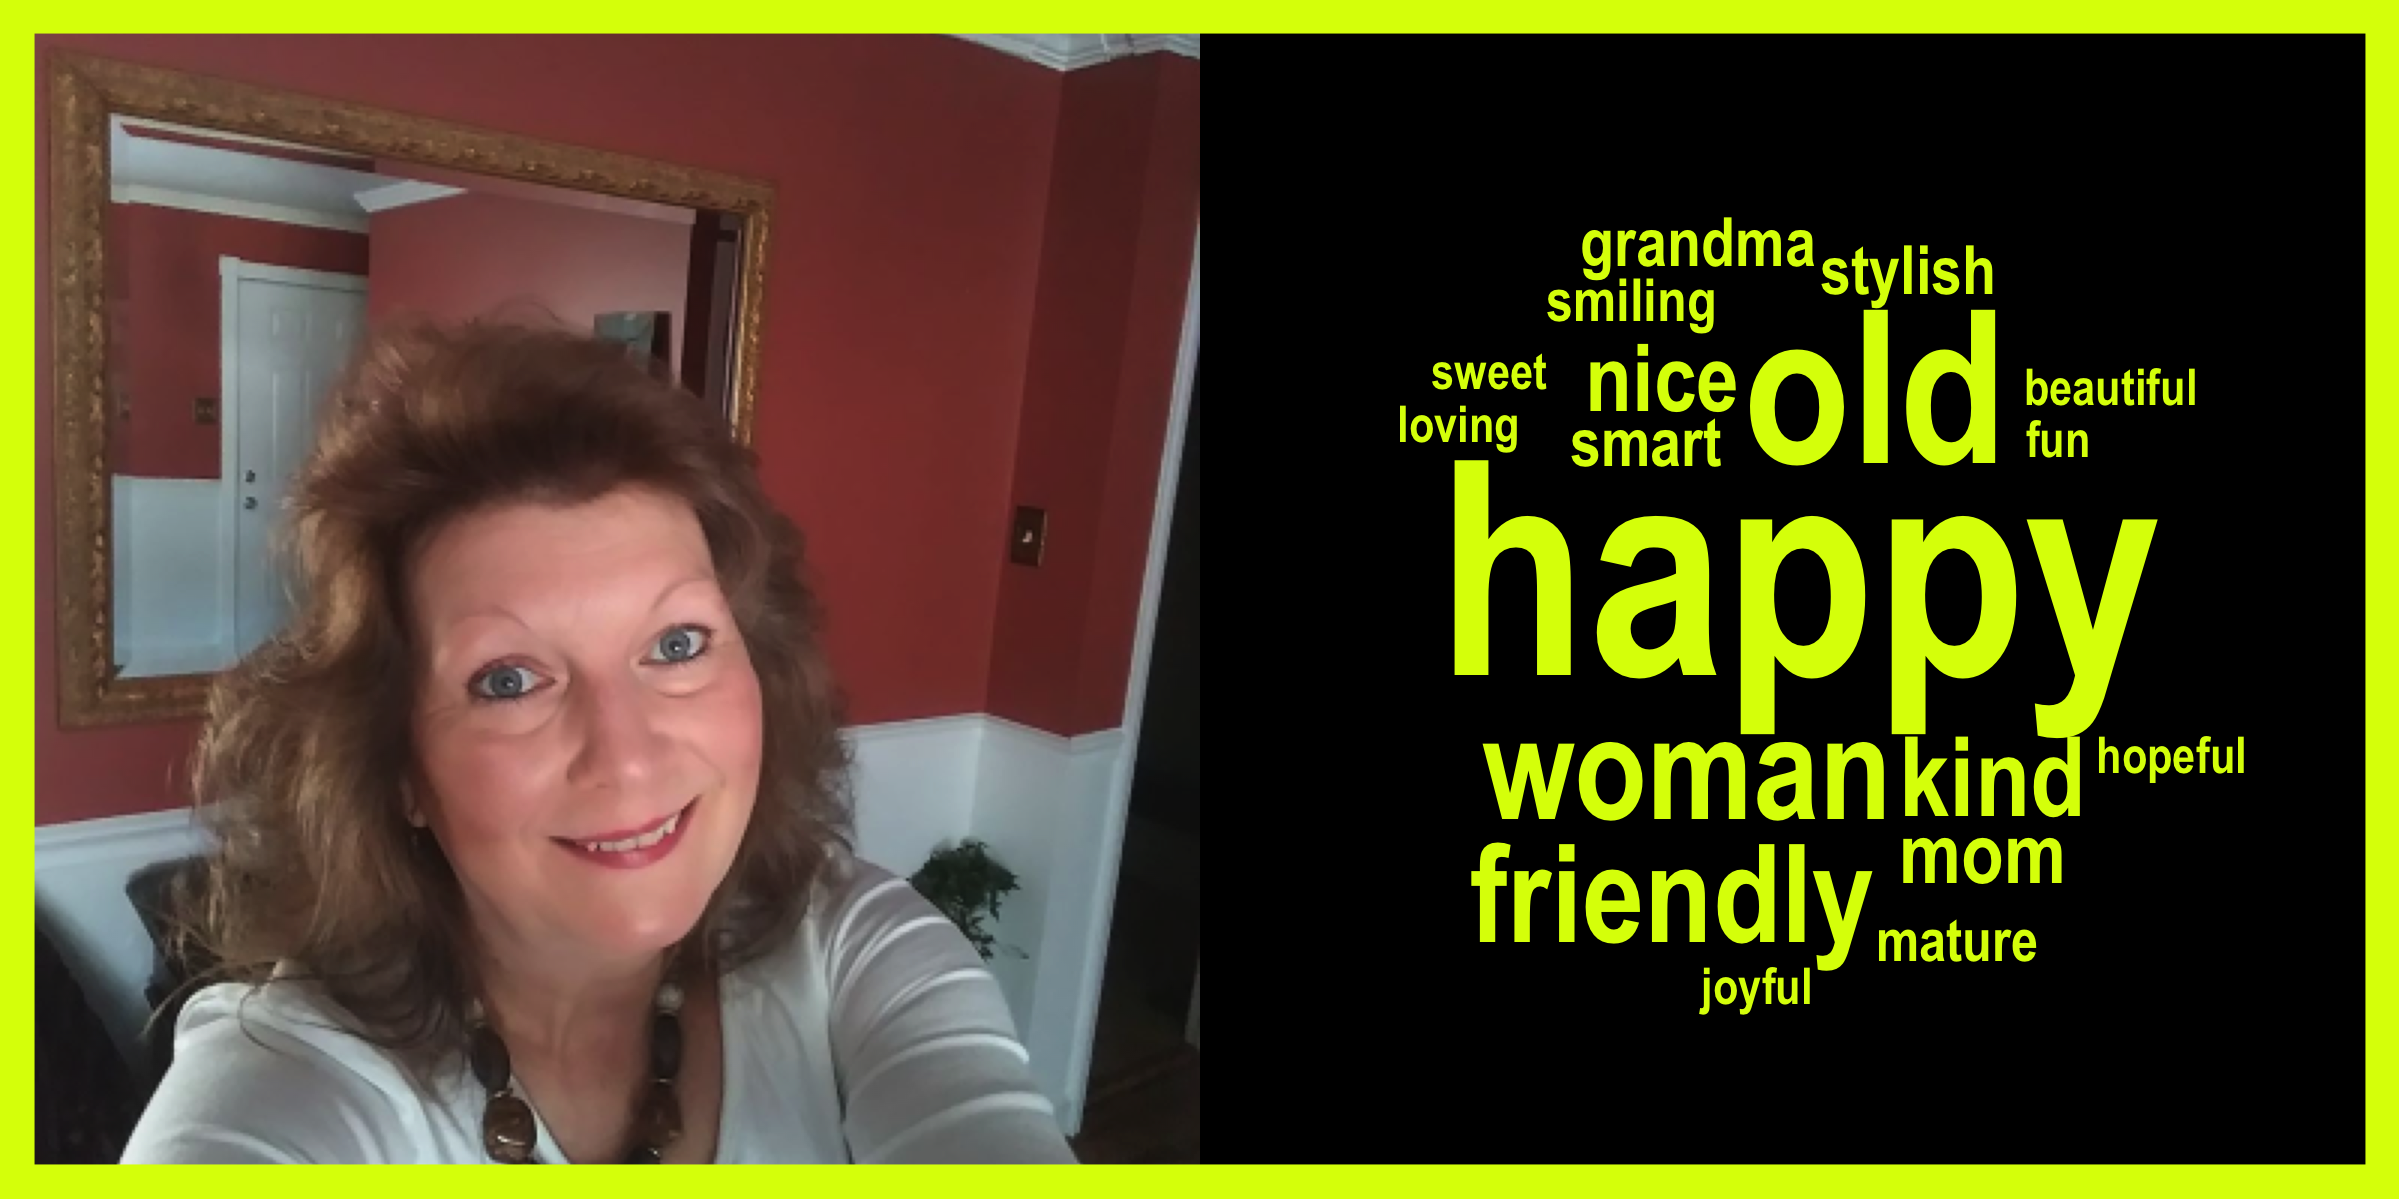 grandma
stylish
smiling
sweet
nice
old
beautiful
loving
smart
fun
happy
woman
kind
hopeful
friendly
mom
mature
joyful